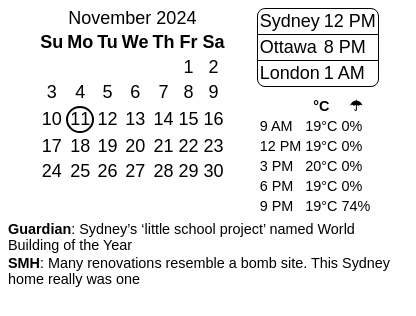 November 2024
Su Mo Tu We Th Fr Sa
1 2
3 4 5 6 7 8 9
10 11 12 13 14 15 16
17 18 19 20 21 22 23
24 25 26 27 28 29 30
Sydney 12 PM
Ottawa 8 PM
London 1 AM
°C ☂
9 AM 19°C 0%
12 PM 19°C 0%
3 PM 20°C 0%
6 PM 19°C 0%
9 PM 19°C 74%
Guardian: Sydney’s ‘little school project’ named World
Building of the Year
SMH: Many renovations resemble a bomb site. This Sydney
home really was one